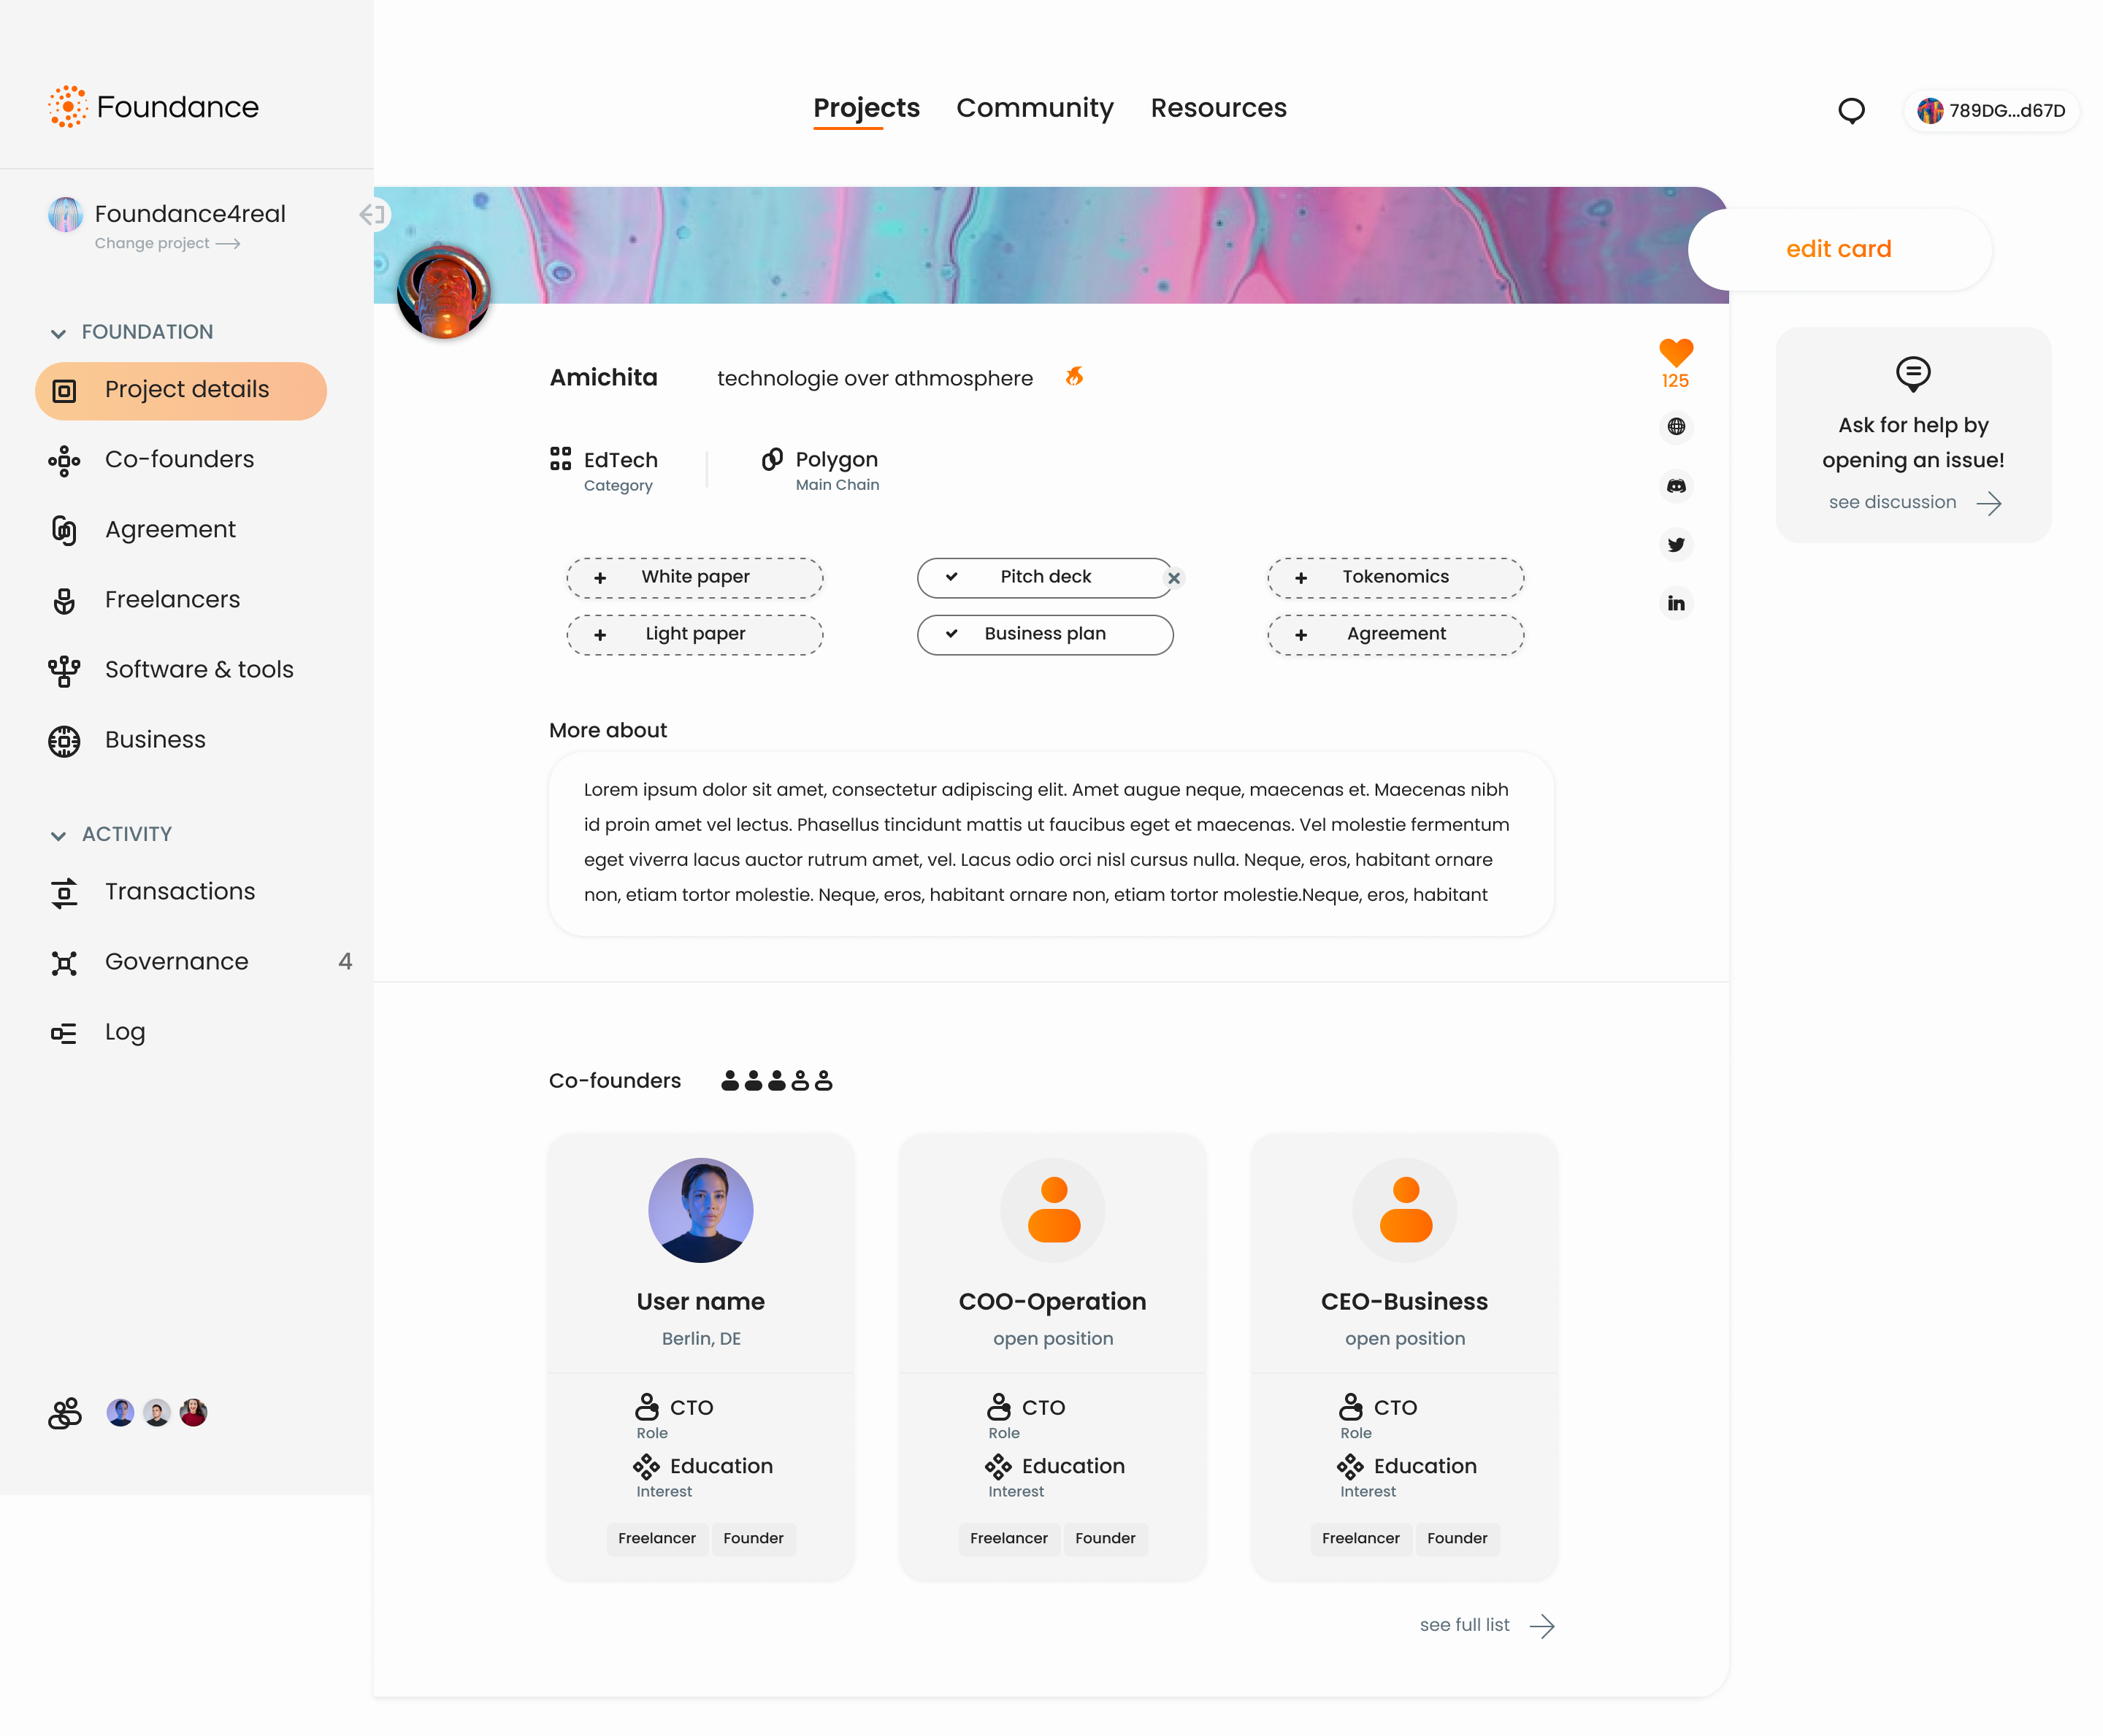 Foundance
Projects Community Resources
789DG...d67D
Foundance4real
Change project
edit card
FOUNDATION
Project details
Co-founders
Agreement
Freelancers
Software & tools
Business
ACTIVITY
Transactions
Governance 4
Log
Amichita technologie over athmosphere
125
EdTech
Category
Polygon
Main Chain
White paper Pitch deck Tokenomics
Light paper Business plan Agreement
Ask for help by
opening an issue!
see discussion
More about
Lorem ipsum dolor sit amet, consectetur adipiscing elit. Amet augue neque, maecenas et. Maecenas nibh
id proin amet vel lectus. Phasellus tincidunt mattis ut faucibus eget et maecenas. Vel molestie fermentum
eget viverra lacus auctor rutrum amet, vel. Lacus odio orci nisl cursus nulla. Neque, eros, habitant ornare
non, etiam tortor molestie. Neque, eros, habitant ornare non, etiam tortor molestie.Neque, eros, habitant
Co-founders
User name
Berlin, DE
CTO
Role
Education
Interest
Freelancer Founder
COO-Operation
open position
CTO
Role
Education
Interest
Freelancer Founder
CEO-Business
open position
CTO
Role
Education
Interest
Freelancer Founder
see full list